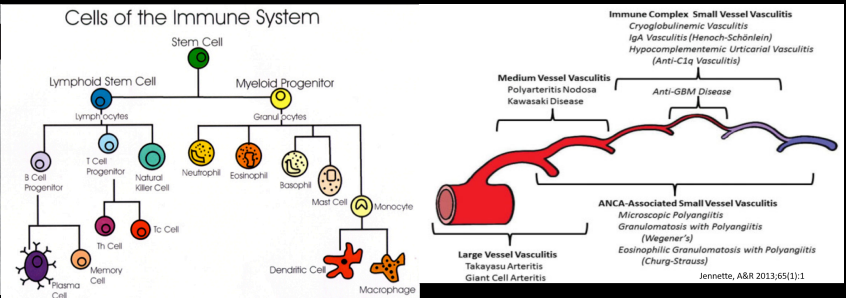 Cells of the Immune System
Stem Cell
Lymphoid Stem Cell
Myeloid Progenitor
Lymphocytes
Granulocytes
B Cell
Progenitor
T Cell
Progenitor
Natural
Killer Cell
Neutrophil
Eosinophil
Basophil
Mast Cell
Monocyte
Th Cell
Tc Cell
Plasma
Cell
Memory
Cell
Dendritic Cell
Macrophage
Immune Complex Small Vessel Vasculitis
Cryoglobulinemic Vasculitis
IgA Vasculitis (Henoch-Schönlein)
Hypocomplementemic Urticarial Vasculitis
(Anti-C1q Vasculitis)
Medium Vessel Vasculitis
Polyarteritis Nodosa
Kawasaki Disease
Anti-GBM Disease
ANCA-Associated Small Vessel Vasculitis
Microscopic Polyangiitis
Granulomatosis with Polyangiitis
(Wegener's)
Eosinophilic Granulomatosis with Polyangiitis
(Churg-Strauss)
Large Vessel Vasculitis
Takayasu Arteritis
Giant Cell Arteritis
Jennette, A&R 2013;65(1):1